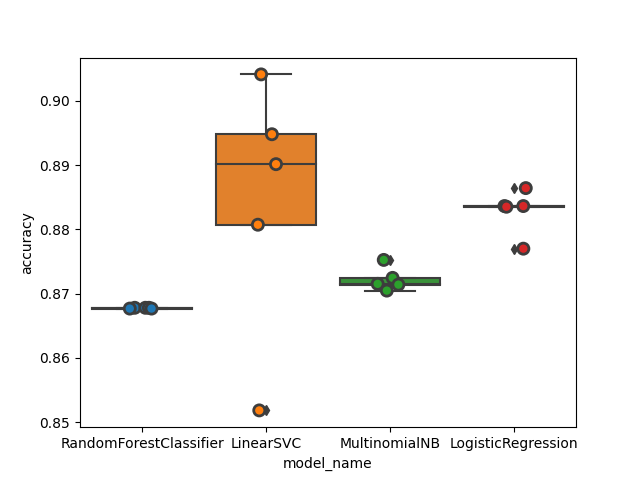 accuracy
0.90
0.89
0.88
0.87
0.86
0.85
RandomForestClassifier LinearSVC MultinomialNB LogisticRegression
model_name